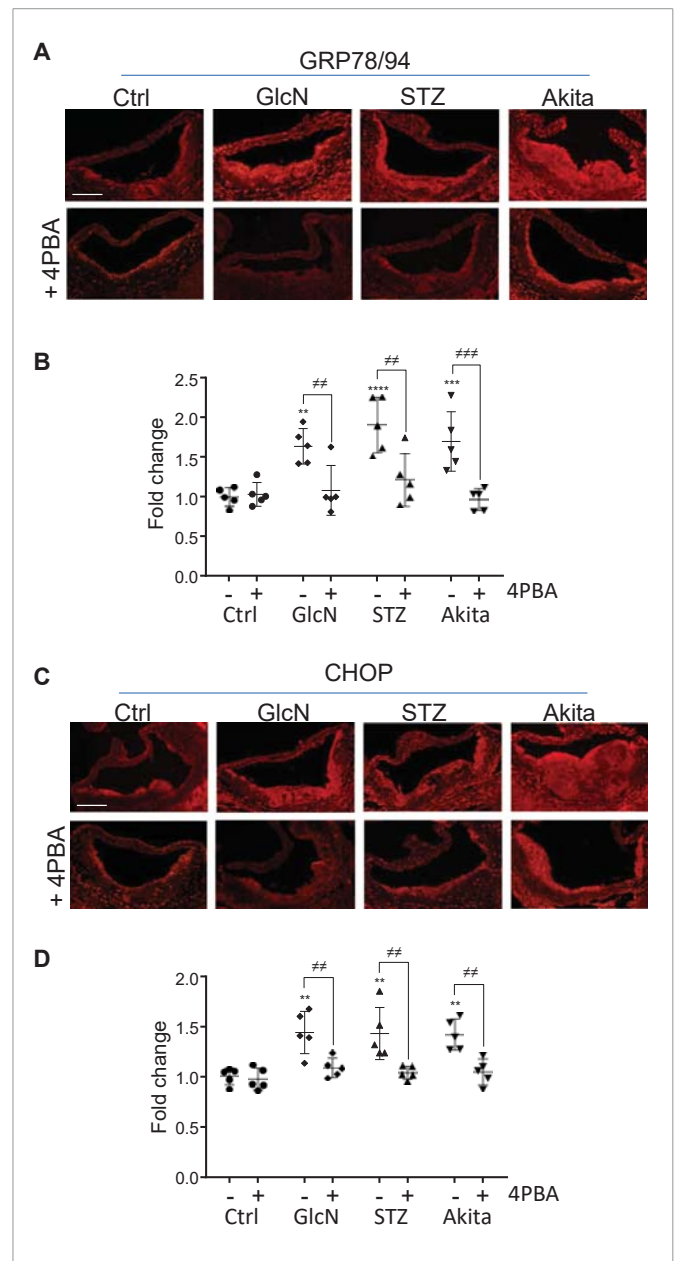 A
GRP78/94
Ctrl GlcN STZ Akita
+ 4PBA
B
≠≠ ≠≠ ≠≠≠
** **** ***
2.5
2.0
1.5
1.0
0.5
0.0
Fold change
- + - + - + - + 4PBA
Ctrl GlcN STZ Akita
C
CHOP
Ctrl GlcN STZ Akita
+ 4PBA
D
≠≠ ≠≠ ≠≠
** ** **
2.0
1.5
1.0
0.5
0.0
Fold change
- + - + - + - + 4PBA
Ctrl GlcN STZ Akita